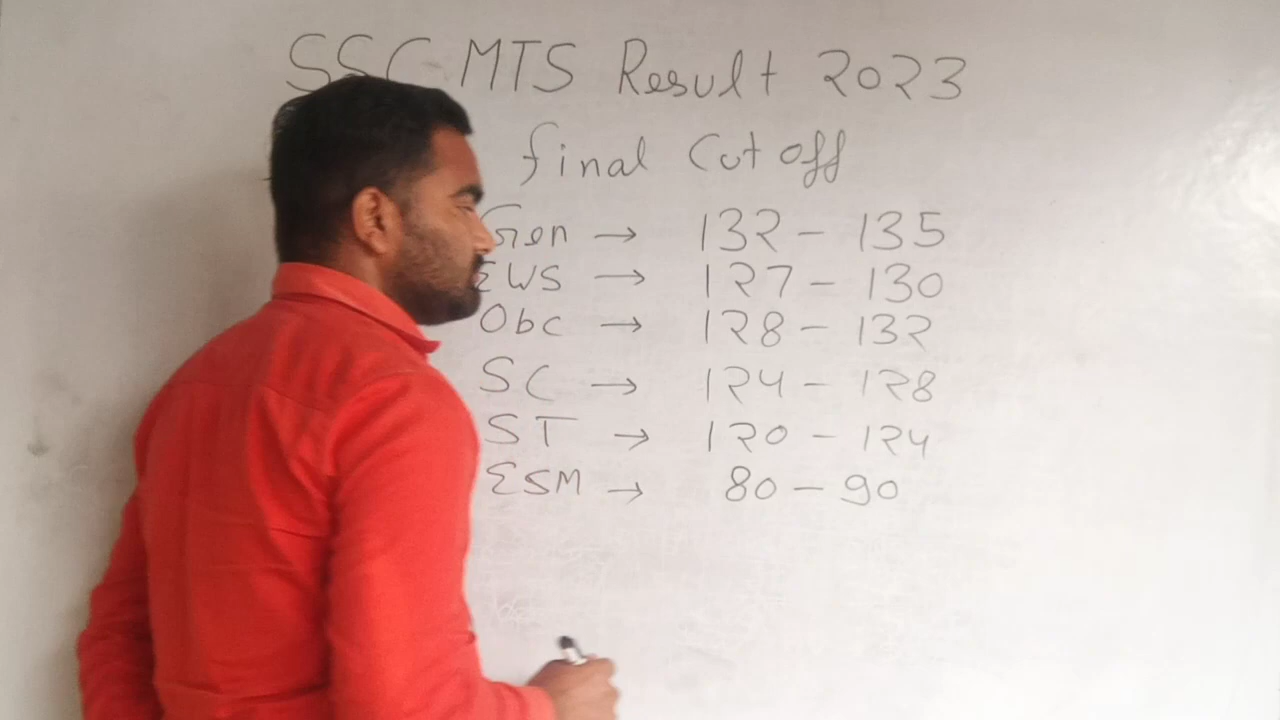 SSC MTS Result 2023
final Cut off
Gen → 132 - 135
EWS → 127 - 130
Obc → 128 - 132
SC → 124 - 128
ST → 120 - 124
ESM → 80 - 90